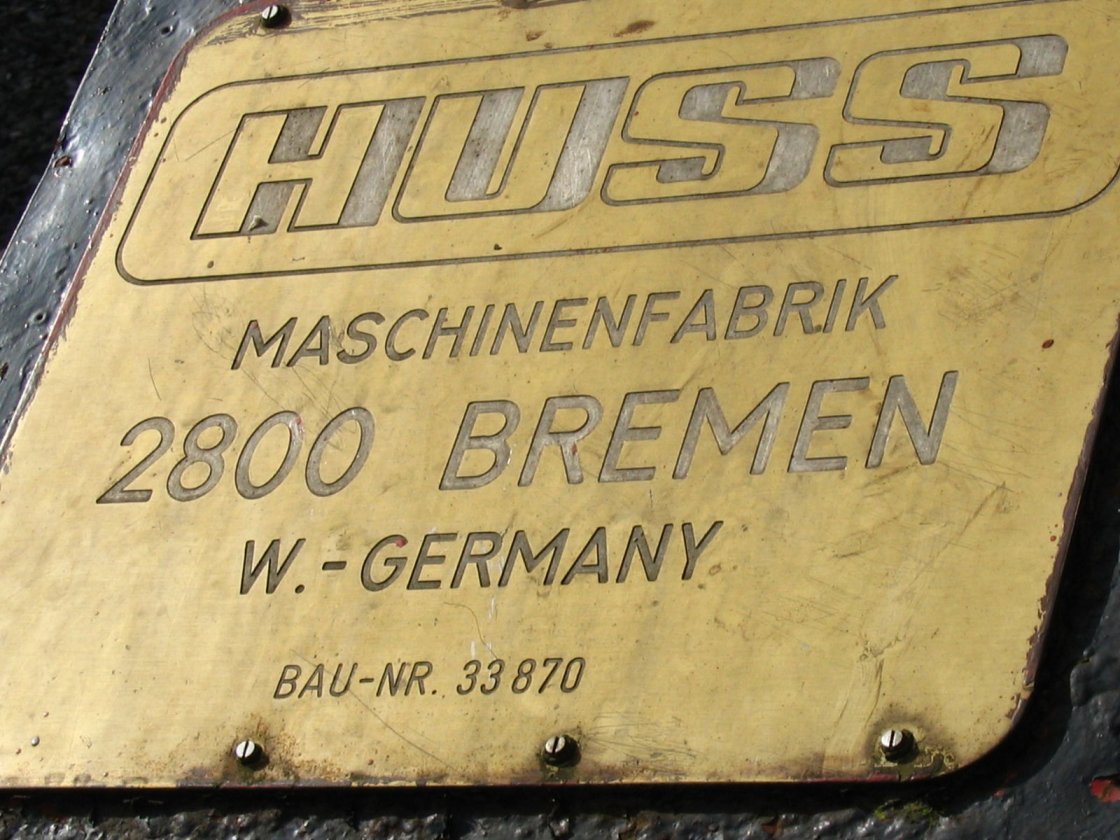 HUSS
MASCHINENFABRIK
2800 BREMEN
W.-GERMANY
BAU-NR. 33870